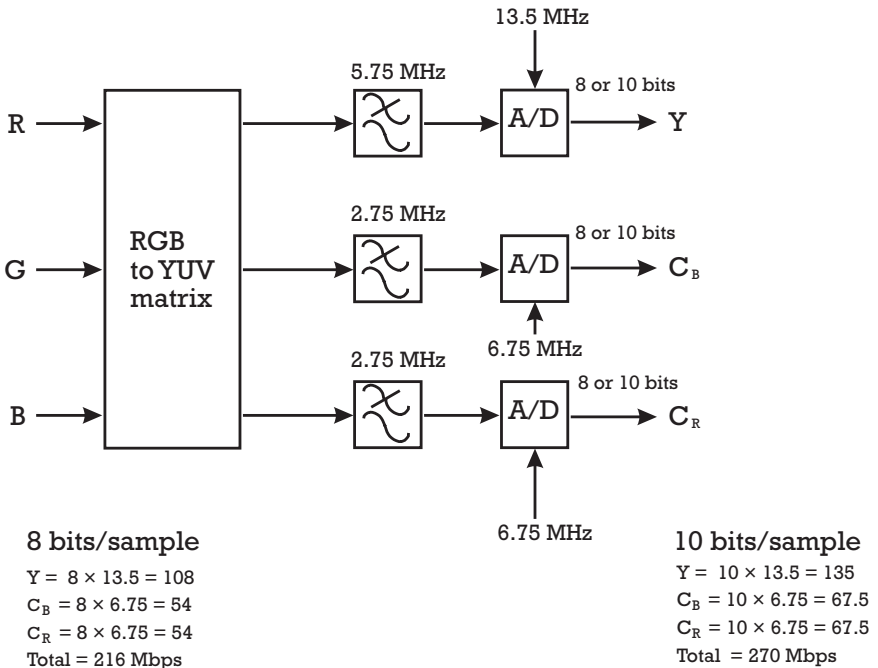 13.5 MHz
5.75 MHz
8 or 10 bits
R
A/D
Y
2.75 MHz
8 or 10 bits
G
RGB
to YUV
matrix
A/D
C_B
6.75 MHz
2.75 MHz
8 or 10 bits
B
A/D
C_R
6.75 MHz
8 bits/sample
Y = 8 × 13.5 = 108
C_B = 8 × 6.75 = 54
C_R = 8 × 6.75 = 54
Total = 216 Mbps
10 bits/sample
Y = 10 × 13.5 = 135
C_B = 10 × 6.75 = 67.5
C_R = 10 × 6.75 = 67.5
Total = 270 Mbps